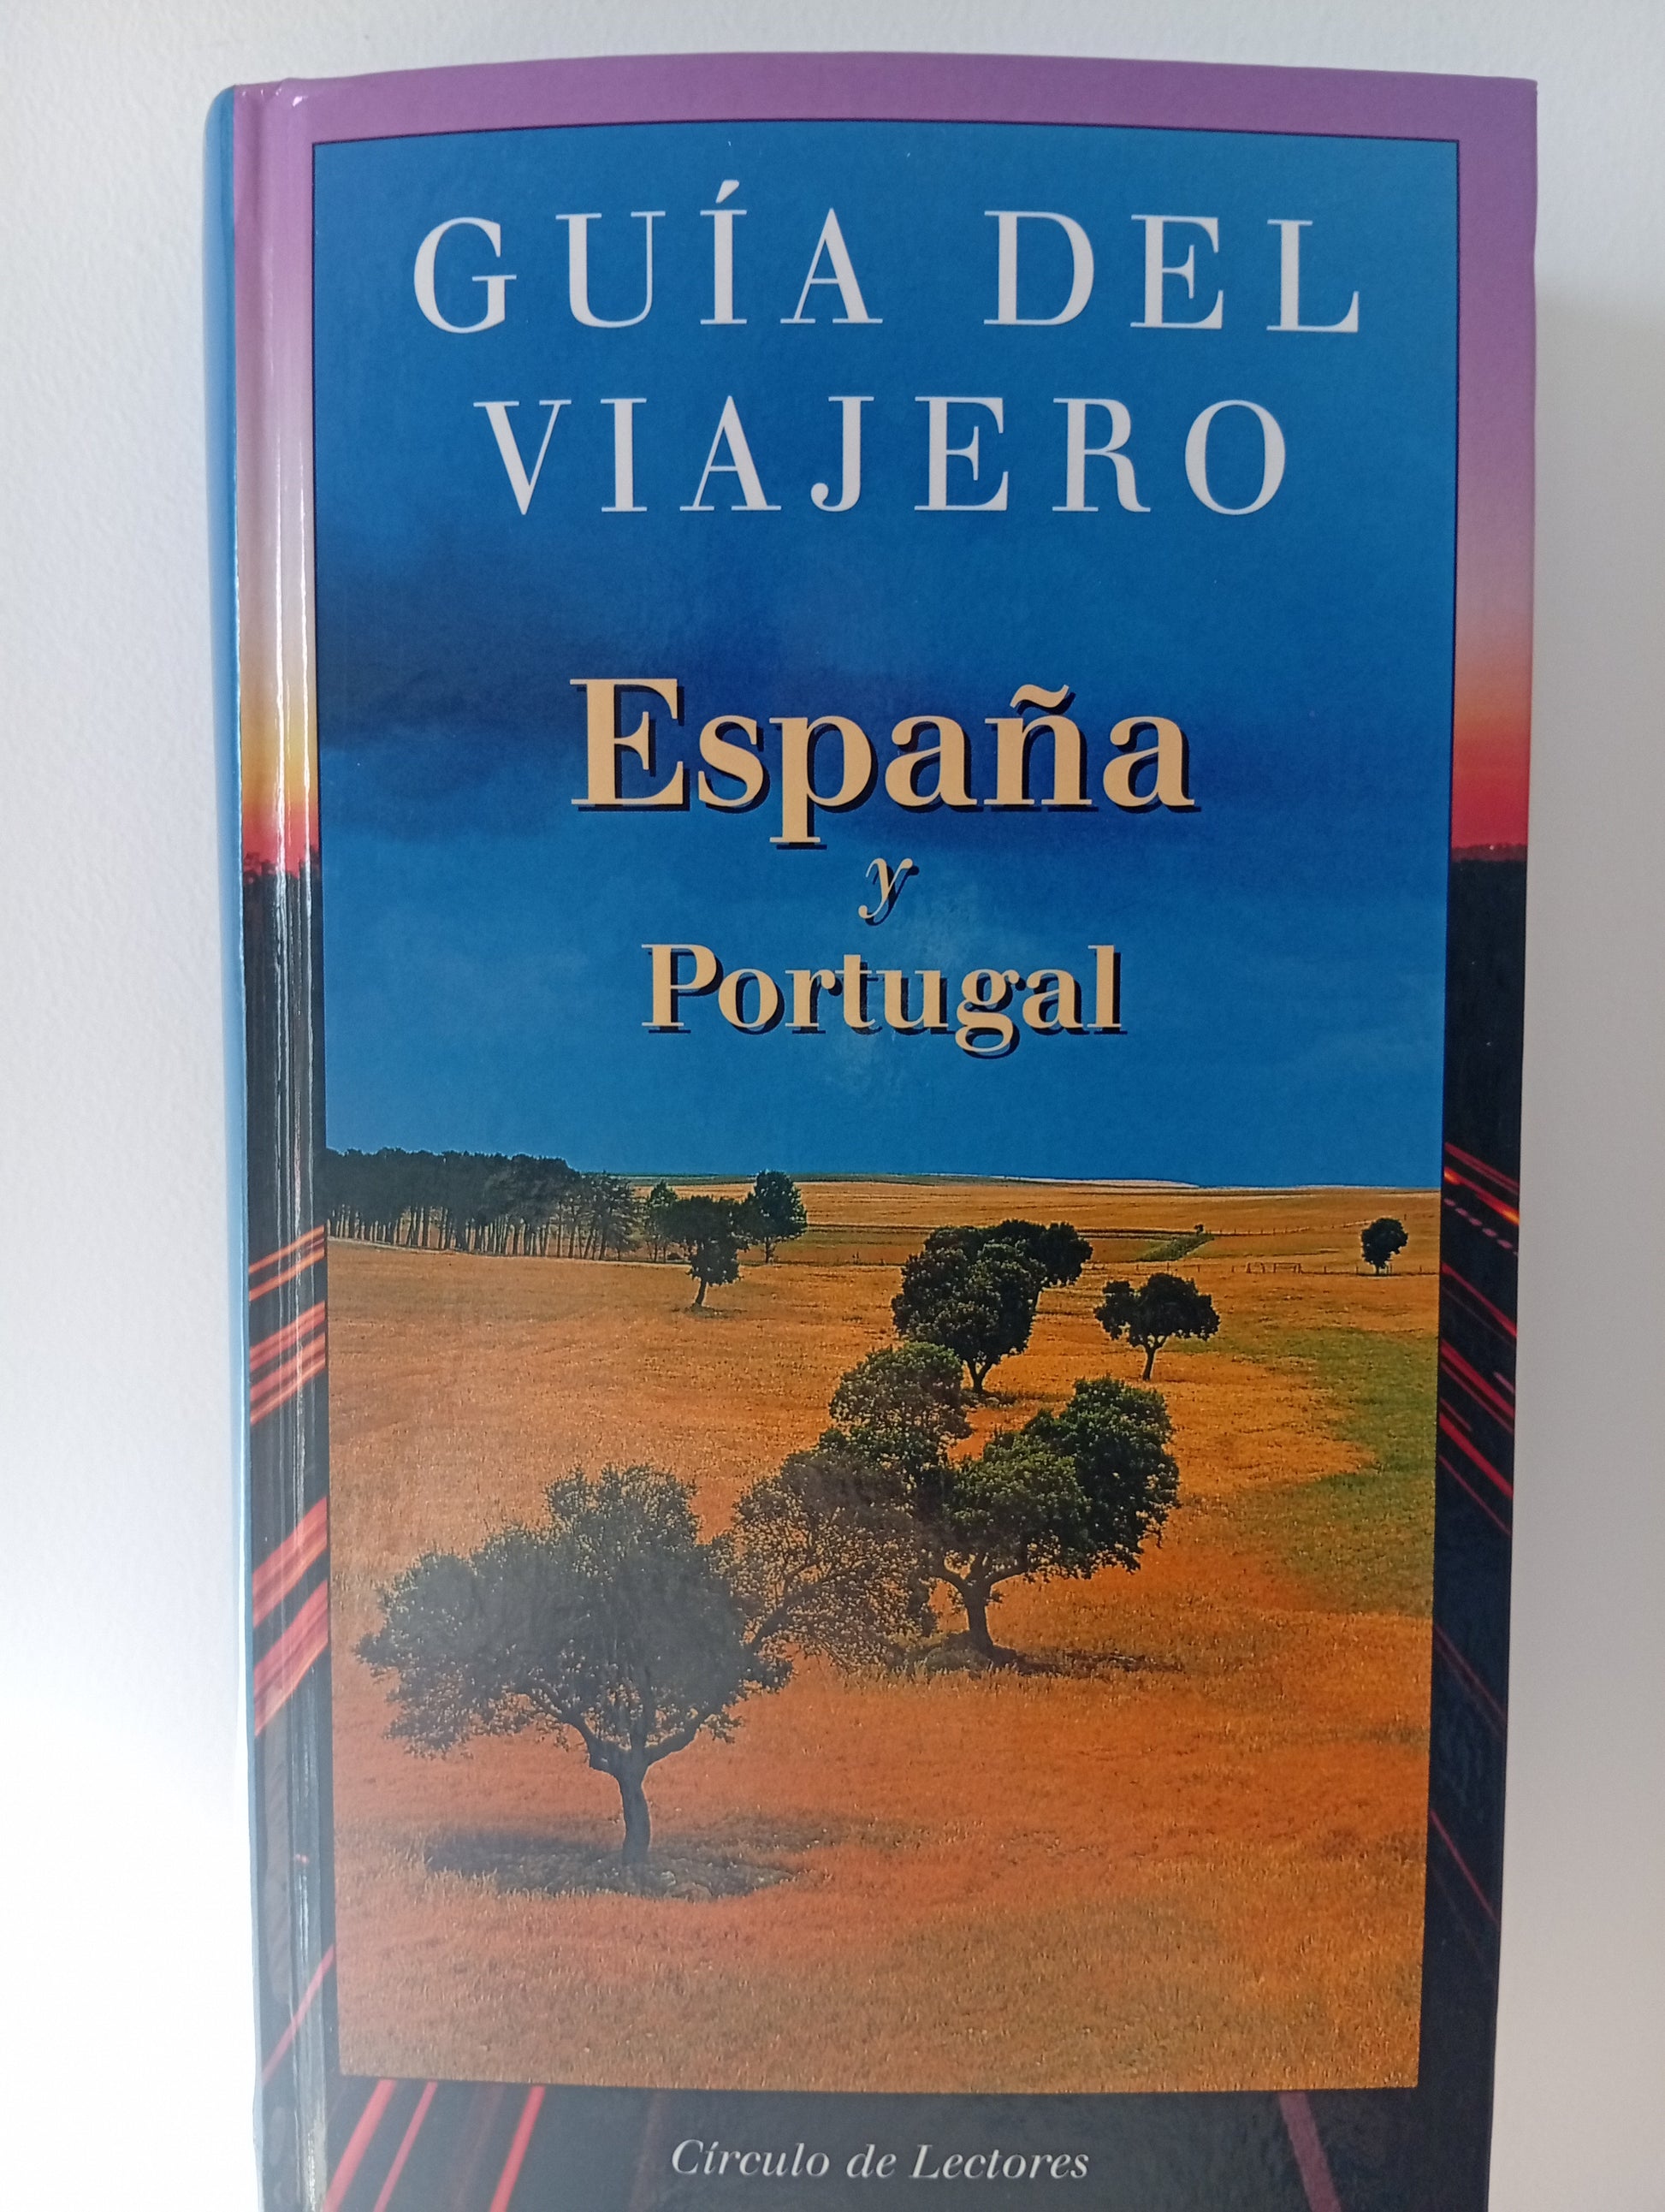 GUÍA DEL
VIAJERO
España
y
Portugal
Círculo de Lectores